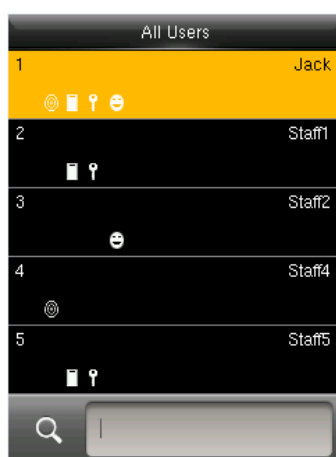 All Users
1 Jack
2 Staff1
3 Staff2
4 Staff4
5 Staff5